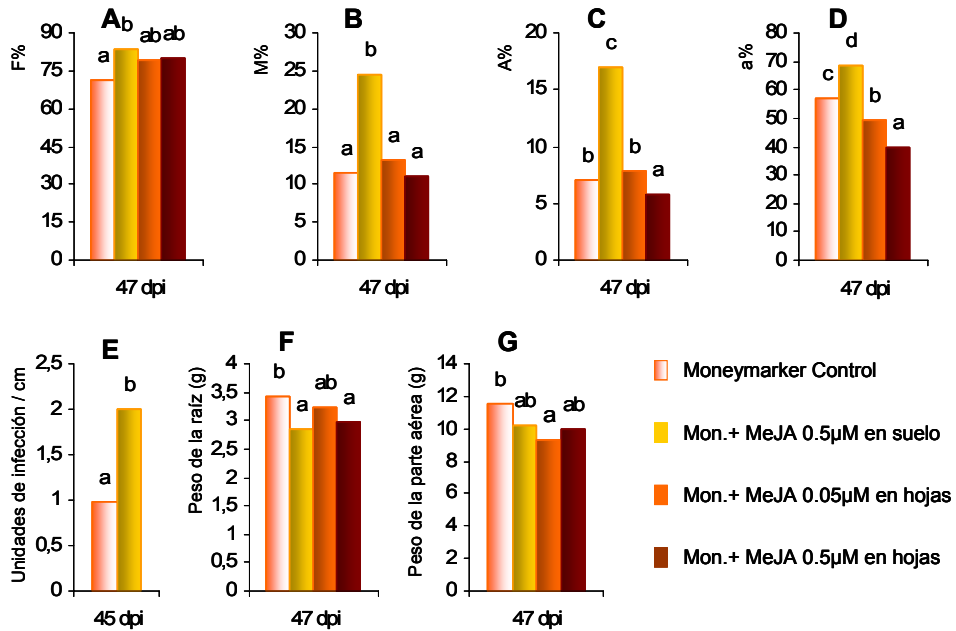 A
F%
90
75
60
45
30
15
0
a
b
ab
ab
47 dpi
B
M%
30
25
20
15
10
5
0
a
b
a
a
47 dpi
C
A%
20
15
10
5
0
b
c
b
a
47 dpi
D
a%
80
70
60
50
40
30
20
10
0
c
d
b
a
47 dpi
E
Unidades de infección / cm
2,5
2
1,5
1
0,5
0
a
b
45 dpi
F
Peso de la raíz (g)
4
3,5
3
2,5
2
1,5
1
0,5
0
b
a
ab
a
47 dpi
G
Peso de la parte aérea (g)
14
12
10
8
6
4
2
0
b
ab
a
ab
47 dpi
Moneymarker Control
Mon.+ MeJA 0.5µM en suelo
Mon.+ MeJA 0.05µM en hojas
Mon.+ MeJA 0.5µM en hojas